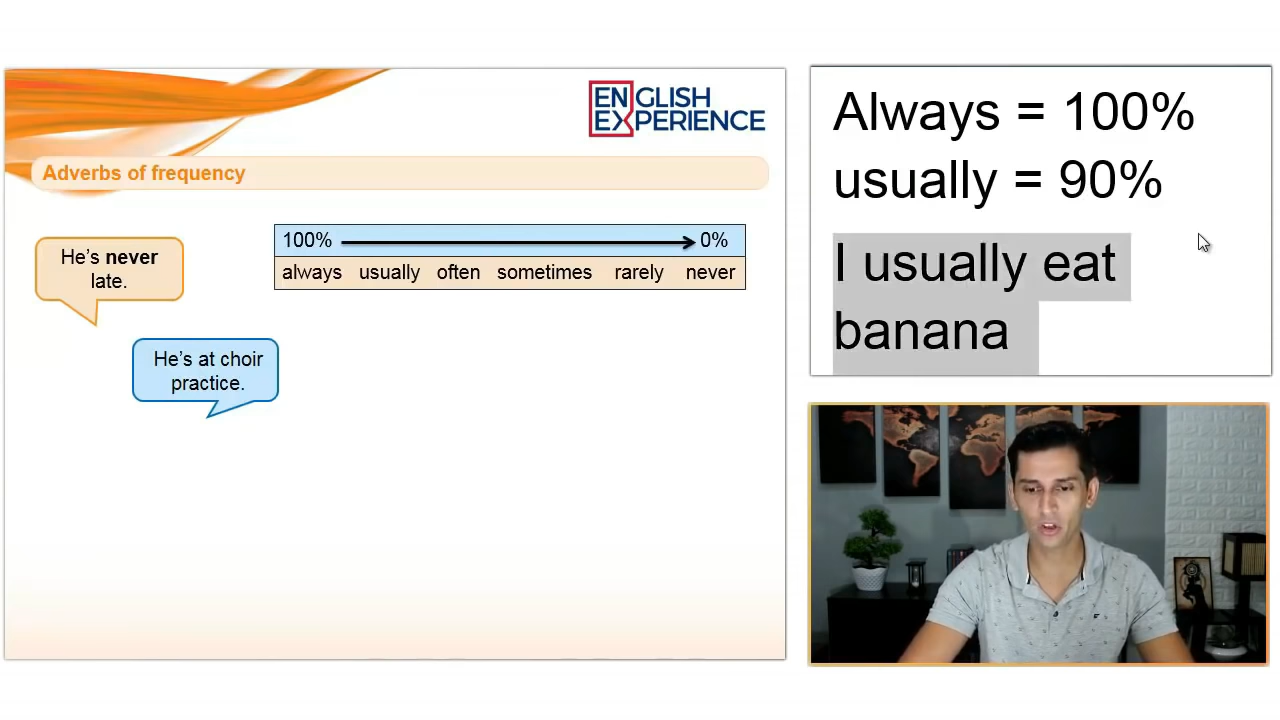 ENGLISH
EXPERIENCE
Adverbs of frequency
He's never
late.
100% 0%
always usually often sometimes rarely never
He's at choir
practice.
Always = 100%
usually = 90%
I usually eat
banana